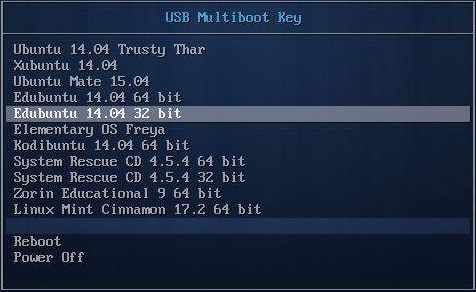 USB Multiboot Key
Ubuntu 14.04 Trusty Thar
Xubuntu 14.04
Ubuntu Mate 15.04
Edubuntu 14.04 64 bit
Edubuntu 14.04 32 bit
Elementary OS Freya
Kodibuntu 14.04 64 bit
System Rescue CD 4.5.4 64 bit
System Rescue CD 4.5.4 32 bit
Zorin Educational 9 64 bit
Linux Mint Cinnamon 17.2 64 bit
Reboot
Power Off